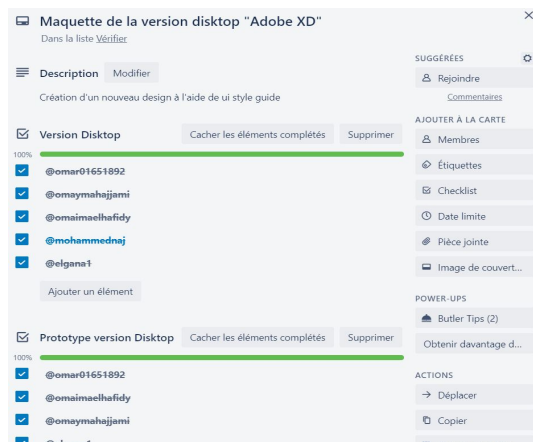 Maquette de la version disktop "Adobe XD"
Dans la liste Vérifier
Description Modifier
Création d'un nouveau design à l'aide de ui style guide
Version Disktop Cacher les éléments complétés Supprimer
100%
@omar01651892
@omaymahajjami
@omaimaelhafidy
@mohammednaj
@elgana1
Ajouter un élément
Prototype version Disktop Cacher les éléments complétés Supprimer
100%
@omar01651892
@omaimaelhafidy
@omaymahajjami
SUGGÉRÉES
Rejoindre
Commentaires
AJOUTER À LA CARTE
Membres
Étiquettes
Checklist
Date limite
Pièce jointe
Image de couvert...
POWER-UPS
Butler Tips (2)
Obtenir davantage d...
ACTIONS
Déplacer
Copier